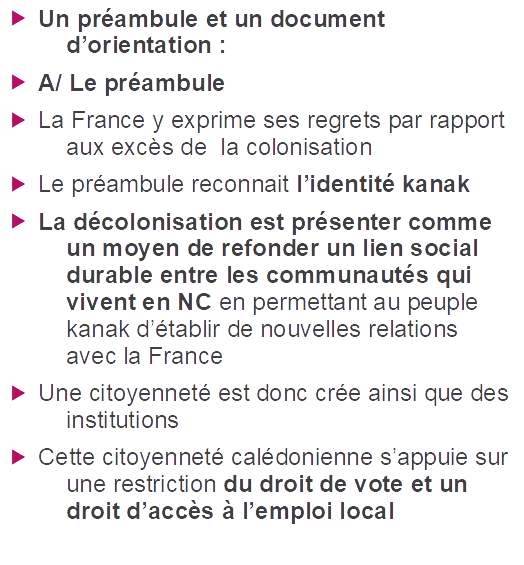 Un préambule et un document
d’orientation :
A/ Le préambule
La France y exprime ses regrets par rapport
aux excès de la colonisation
Le préambule reconnait l’identité kanak
La décolonisation est présenter comme
un moyen de refonder un lien social
durable entre les communautés qui
vivent en NC en permettant au peuple
kanak d’établir de nouvelles relations
avec la France
Une citoyenneté est donc crée ainsi que des
institutions
Cette citoyenneté calédonienne s’appuie sur
une restriction du droit de vote et un
droit d’accès à l’emploi local